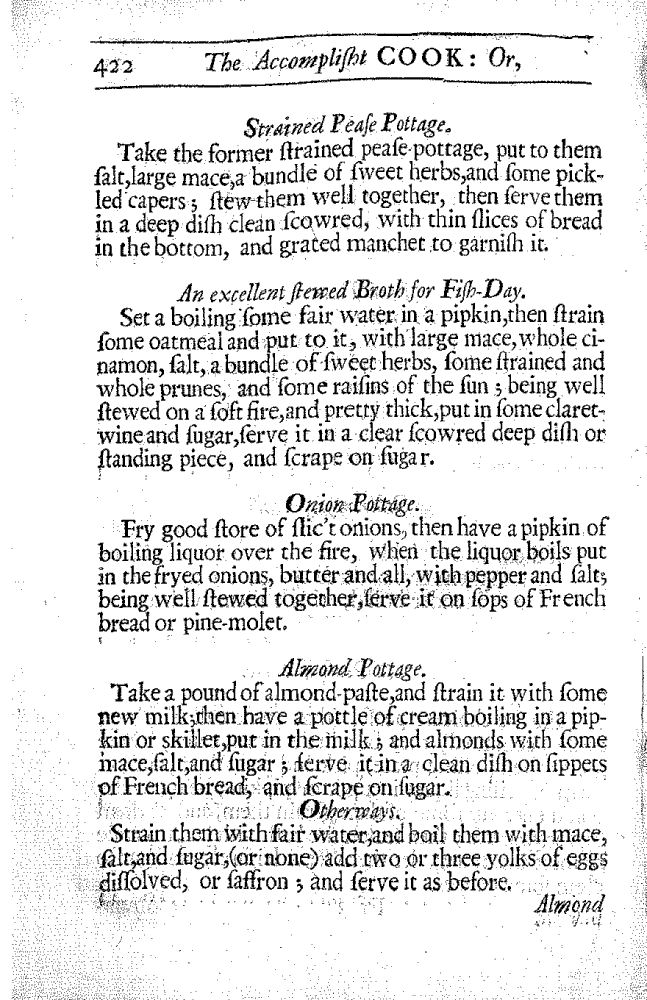 422 The Accompliſht COOK: Or,
Strained Peaſe Pottage.
Take the former ſtrained peaſe-pottage, put to them
ſalt,large mace,a bundle of ſweet herbs,and ſome pick-
led capers; ſtew them well together, then ſerve them
in a deep diſh clean ſcowred, with thin ſlices of bread
in the bottom, and grated manchet to garniſh it.
An excellent ſtewed Broth for Fiſh-Day.
Set a boiling ſome fair water in a pipkin,then ſtrain
ſome oatmeal and put to it, with large mace,whole ci-
namon, ſalt, a bundle of ſweet herbs, ſome ſtrained and
whole prunes, and ſome raiſins of the ſun; being well
ſtewed on a ſoft fire,and pretty thick,put in ſome claret-
wine and ſugar,ſerve it in a clear ſcowred deep diſh or
ſtanding piece, and ſcrape on ſugar.
Onion Pottage.
Fry good ſtore of ſlic't onions, then have a pipkin of
boiling liquor over the fire, when the liquor boils put
in the fryed onions, butter and all, with pepper and ſalt;
being well ſtewed together,ſerve it on ſops of French
bread or pine-molet.
Almond Pottage.
Take a pound of almond-paſte,and ſtrain it with ſome
new milk;then have a pottle of cream boiling in a pip-
kin or skillet,put in the milk; and almonds with ſome
mace,ſalt,and ſugar; ſerve it in a clean diſh on ſippets
of French bread, and ſcrape on ſugar.
Otherways.
Strain them with fair water,and boil them with mace,
ſalt,and ſugar,(or none) add two or three yolks of eggs
diſſolved, or ſaffron; and ſerve it as before.
Almond